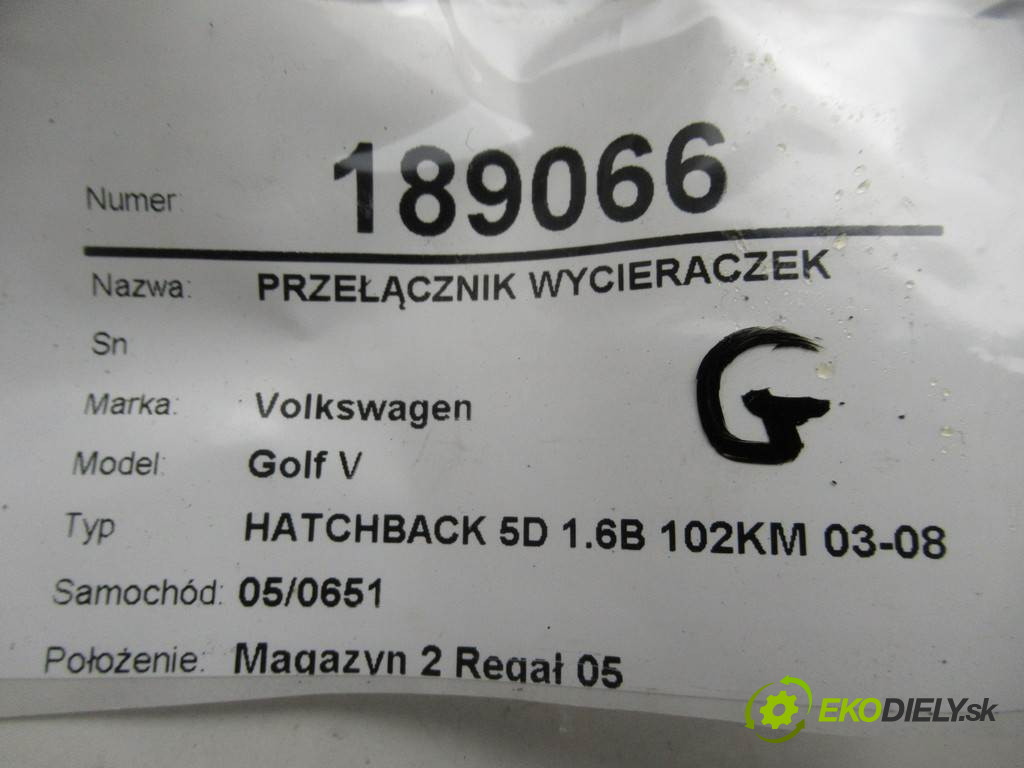 Numer: 189066
Nazwa: PRZEŁĄCZNIK WYCIERACZEK
Sn
G
Marka: Volkswagen
Model: Golf V
Typ HATCHBACK 5D 1.6B 102KM 03-08
Samochód: 05/0651
Położenie: Magazyn 2 Regał 05
EKODIELY.sk